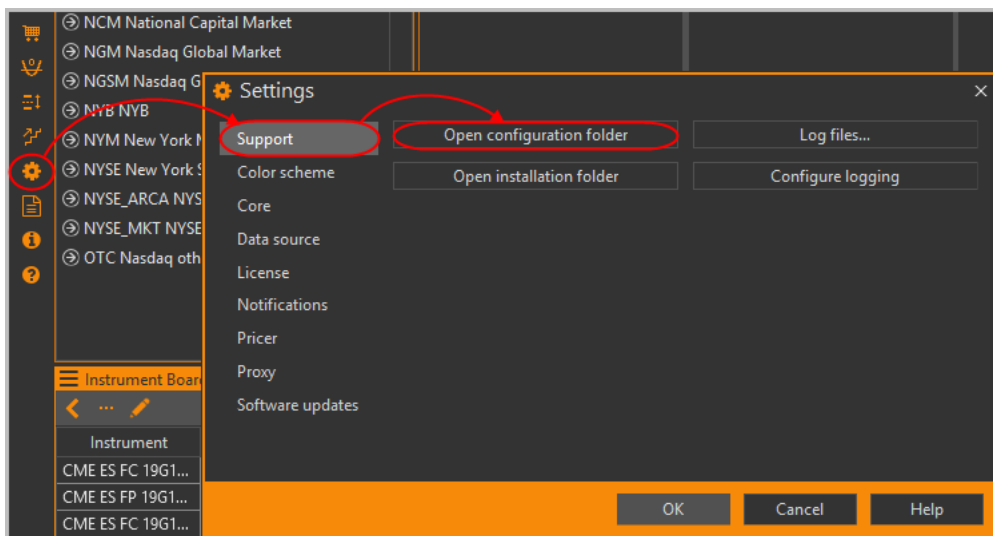 NCM National Capital Market
NGM Nasdaq Global Market
NGSM Nasdaq G
NYB NYB
NYM New York
NYSE New York S
NYSE_ARCA NYS
NYSE_MKT NYSE
OTC Nasdaq oth
Settings
Support
Color scheme
Core
Data source
License
Notifications
Pricer
Proxy
Software updates
Open configuration folder
Log files...
Open installation folder
Configure logging
Instrument Boar
Instrument
CME ES FC 19G1...
CME ES FP 19G1...
CME ES FC 19G1...
OK
Cancel
Help